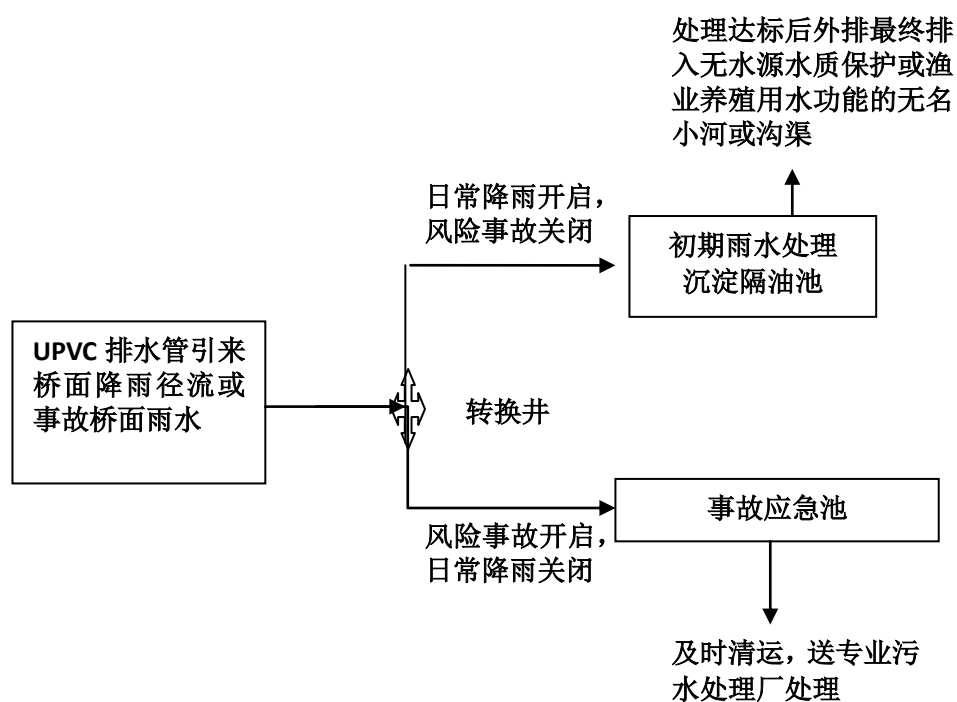 处理达标后外排最终排
入无水源水质保护或渔
业养殖用水功能的无名
小河或沟渠
日常降雨开启，
风险事故关闭
初期雨水处理
沉淀隔油池
UPVC 排水管引来
桥面降雨径流或
事故桥面雨水
转换井
事故应急池
风险事故开启，
日常降雨关闭
及时清运，送专业污
水处理厂处理